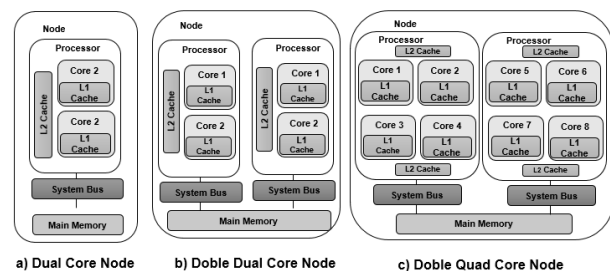 Node
Processor
L2 Cache
Core 2
L1
Cache
Core 2
L1
Cache
System Bus
Main Memory
a) Dual Core Node
Node
Processor
L2 Cache
Core 1
L1
Cache
Core 2
L1
Cache
System Bus
Processor
L2 Cache
Core 1
L1
Cache
Core 2
L1
Cache
System Bus
Main Memory
b) Doble Dual Core Node
Node
Processor
L2 Cache
Core 1
L1
Cache
Core 2
L1
Cache
Core 3
L1
Cache
Core 4
L1
Cache
L2 Cache
System Bus
Processor
L2 Cache
Core 5
L1
Cache
Core 6
L1
Cache
Core 7
L1
Cache
Core 8
L1
Cache
L2 Cache
System Bus
Main Memory
c) Doble Quad Core Node